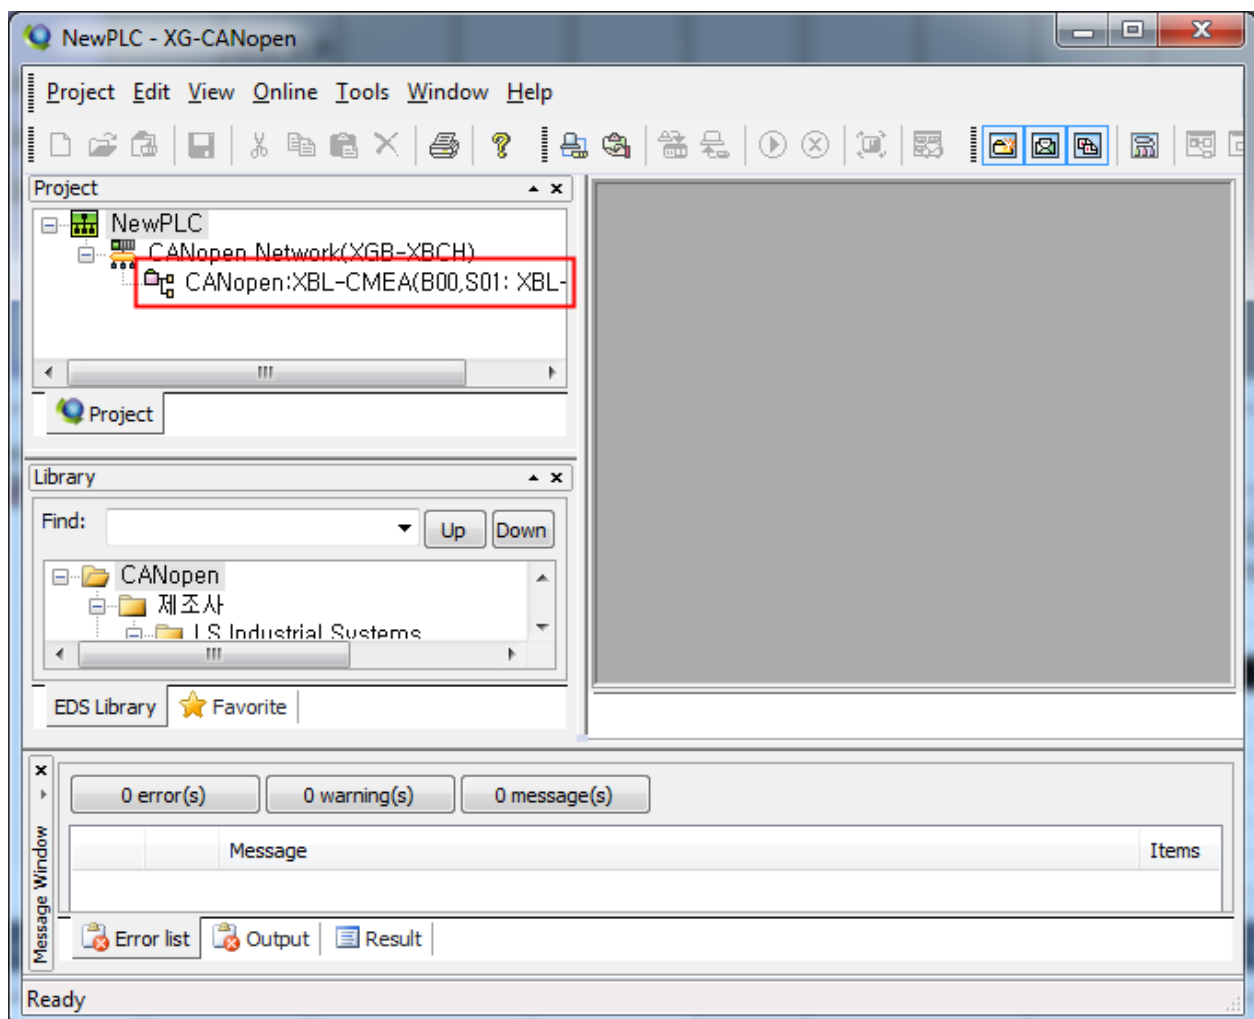 NewPLC - XG-CANopen
Project Edit View Online Tools Window Help
Project
NewPLC
CANopen Network(XGB-XBCH)
CANopen:XBL-CMEA(B00,S01: XBL-
Project
Library
Find:
Up
Down
CANopen
제조사
LS Industrial Systems
EDS Library
Favorite
0 error(s)
0 warning(s)
0 message(s)
Message Window
Message
Items
Error list
Output
Result
Ready